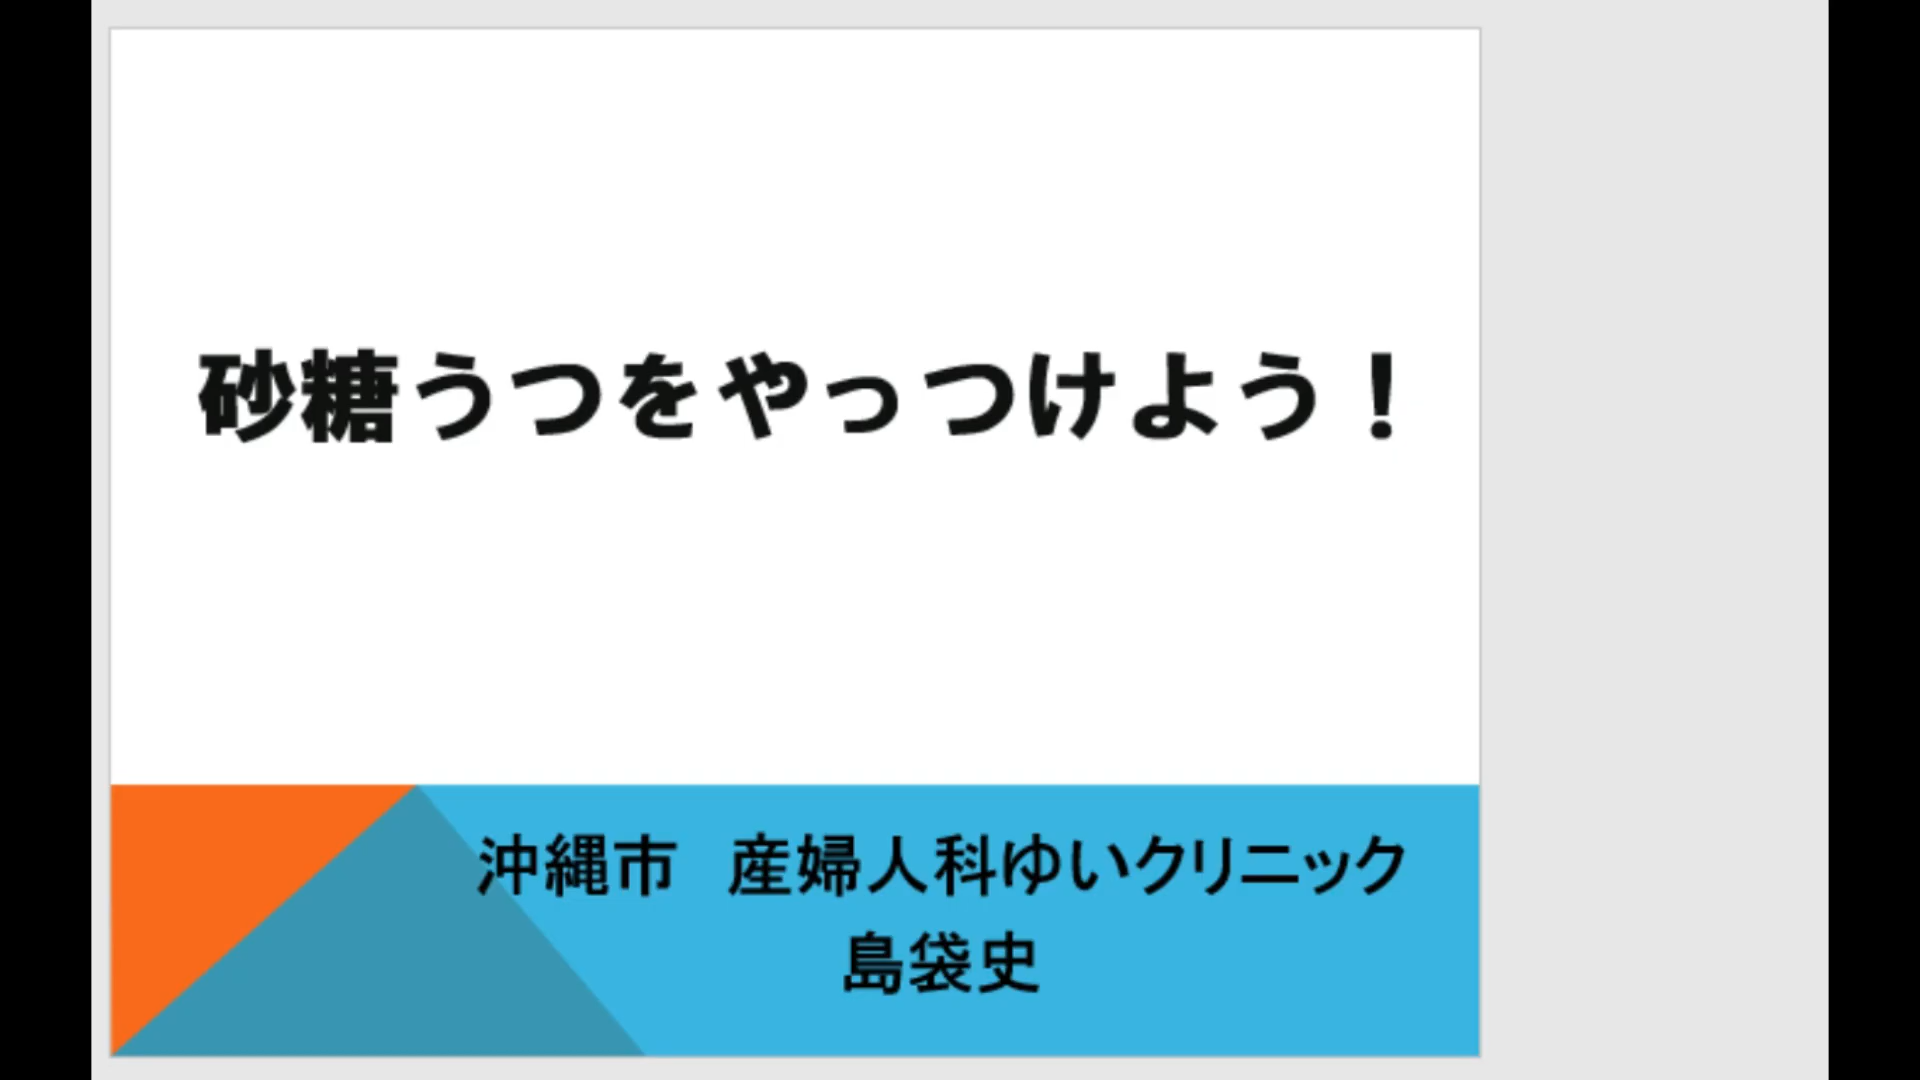 砂糖うつをやっつけよう！
沖縄市　産婦人科ゆいクリニック
島袋史